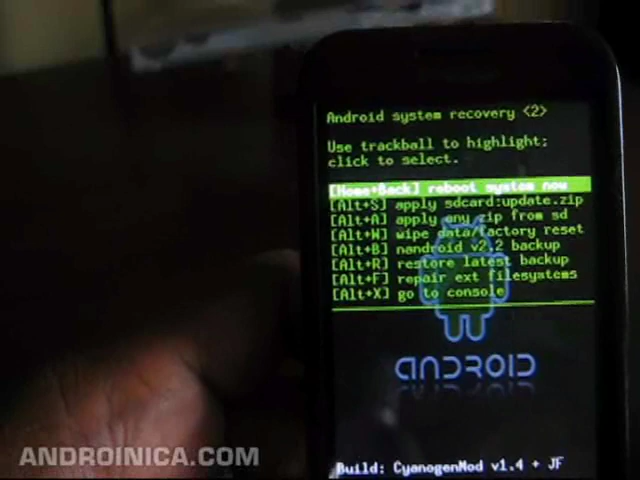 Android system recovery <2>
Use trackball to highlight;
click to select.
[Home+Back] reboot system now
[Alt+S] apply sdcard:update.zip
[Alt+A] apply any zip from sd
[Alt+W] wipe data/factory reset
[Alt+B] nandroid v2.2 backup
[Alt+R] restore latest backup
[Alt+F] repair ext filesystems
[Alt+X] go to console
ANDROID
Build: CyanogenMod v1.4 + JF
ANDROINICA.COM